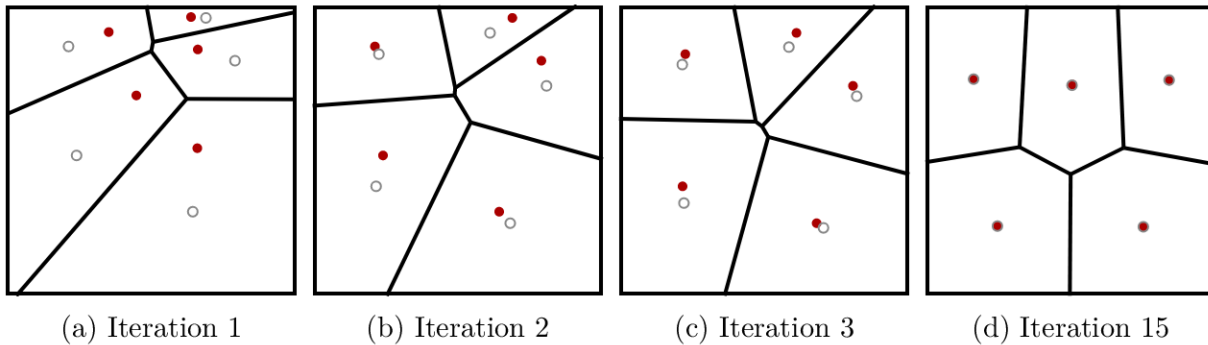 (a) Iteration 1
(b) Iteration 2
(c) Iteration 3
(d) Iteration 15